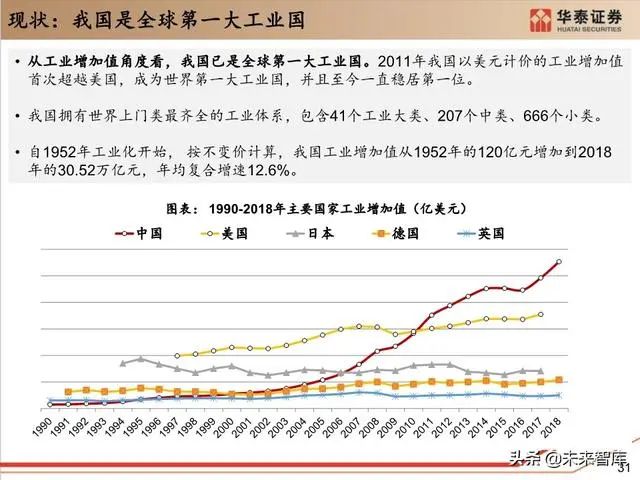 现状：我国是全球第一大工业国
华泰证券
HUATAI SECURITIES
• 从工业增加值角度看，我国已是全球第一大工业国。2011年我国以美元计价的工业增加值
首次超越美国，成为世界第一大工业国，并且至今一直稳居第一位。
• 我国拥有世界上门类最齐全的工业体系，包含41个工业大类、207个中类、666个小类。
• 自1952年工业化开始， 按不变价计算，我国工业增加值从1952年的120亿元增加到2018
年的30.52万亿元，年均复合增速12.6%。
图表： 1990-2018年主要国家工业增加值（亿美元）
中国 美国 日本 德国 英国
1990 1991 1992 1993 1994 1995 1996 1997 1998 1999 2000 2001 2002 2003 2004 2005 2006 2007 2008 2009 2010 2011 2012 2013 2014 2015 2016 2017 2018
头条 @未来智库
31